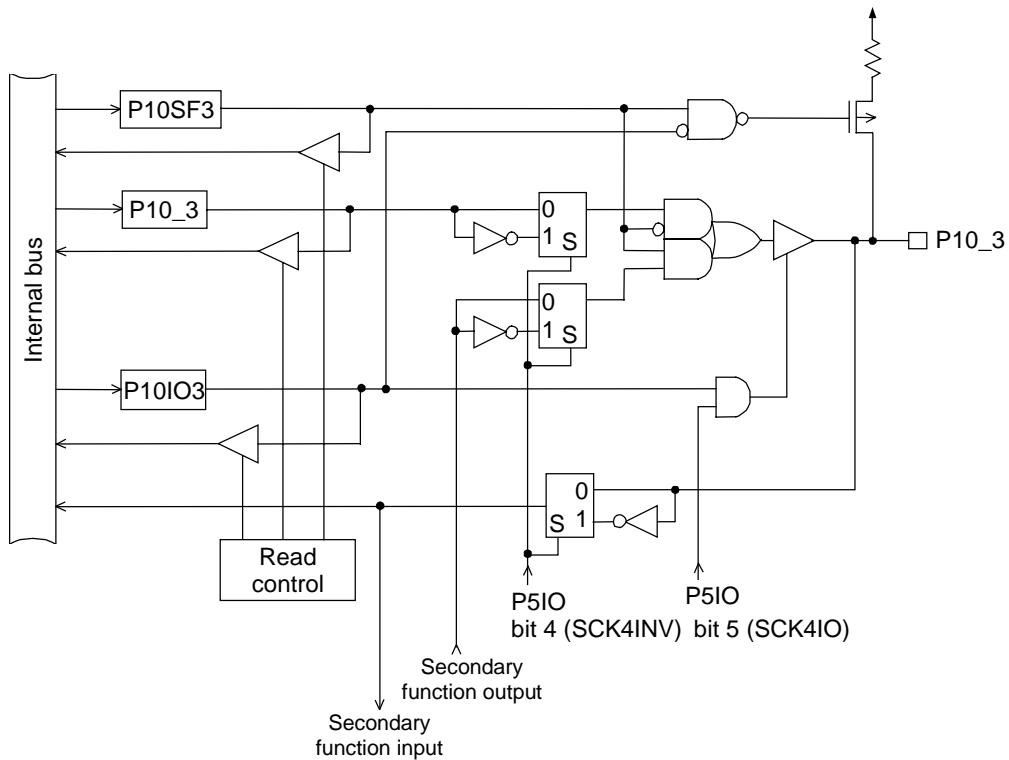 P10SF3
P10_3
0
1
S
P10_3
0
1
S
Internal bus
P10IO3
0
S
1
Read
control
P5IO
bit 4 (SCK4INV)
P5IO
bit 5 (SCK4IO)
Secondary
function output
Secondary
function input